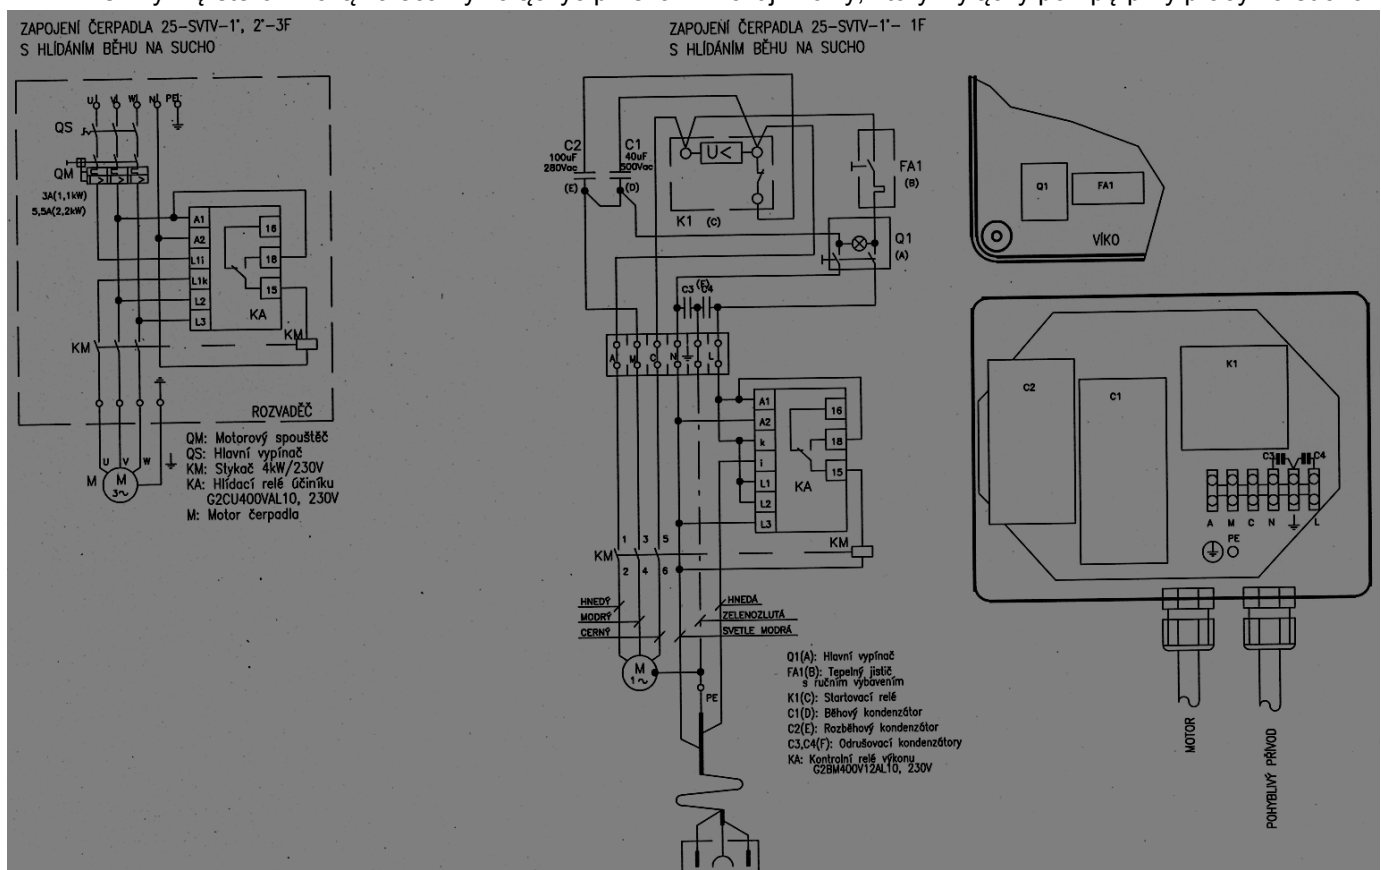 ZAPOJENÍ ČERPADLA 25-SVTV-1", 2"-3F
S HLÍDÁNÍM BĚHU NA SUCHO
U V W N PE
QS
QM
3A(1,1kW)
5,5A(2,2kW)
A1
A2
L1i
L1k
L2
L3
16
18
15
KA
KM
KM
ROZVADĚČ
U V W
M
M
3~
QM: Motorový spouštěč
QS: Hlavní vypínač
KM: Stykač 4kW/230V
KA: Hlídací relé účiníku
G2CU400VAL10, 230V
M: Motor čerpadla
ZAPOJENÍ ČERPADLA 25-SVTV-1"- 1F
S HLÍDÁNÍM BĚHU NA SUCHO
C2
100uF
280Vac
(E)
C1
40uF
500Vac
(D)
U<
K1 (C)
FA1
(B)
Q1
(A)
C3 (F) C4
A M C N L
A1
A2
k
i
L1
L2
L3
16
18
15
KA
KM
KM
1 3 5
2 4 6
HNEDÝ
MODRÝ
CERNÝ
HNEDÁ
ZELENOZLUTÁ
SVETLE MODRÁ
M
1~
PE
Q1(A): Hlavní vypínač
FA1(B): Tepelný jistič
s ručním vybavením
K1(C): Startovací relé
C1(D): Běhový kondenzátor
C2(E): Rozběhový kondenzátor
C3,C4(F): Odrušovací kondenzátory
KA: Kontrolní relé výkonu
G2BM400V12AL10, 230V
Q1
FA1
VÍKO
C2
C1
K1
C3 C4
A M C N L
PE
MOTOR
POHYBLIVÝ PŘÍVOD